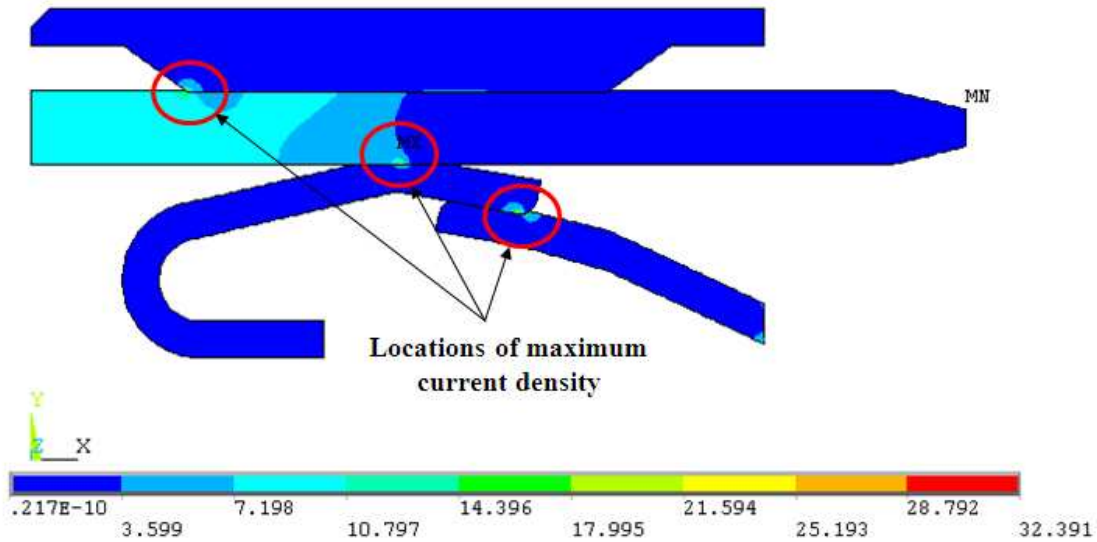 MN
MX
Locations of maximum
current density
Y
Z X
.217E-10 7.198 14.396 21.594 28.792
3.599 10.797 17.995 25.193 32.391